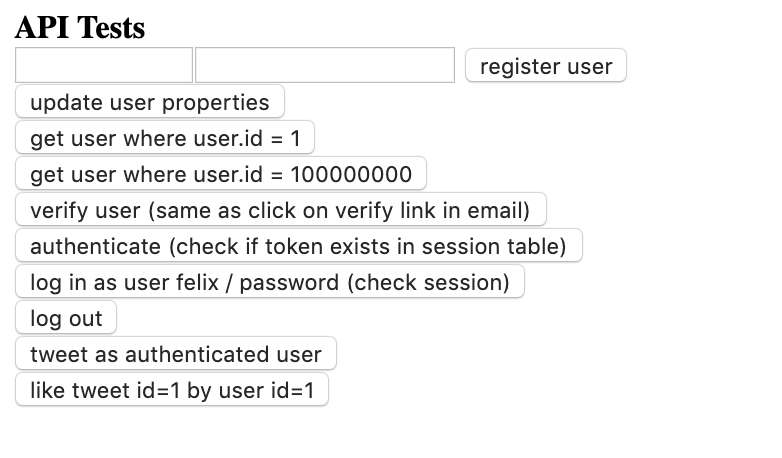 API Tests
register user
update user properties
get user where user.id = 1
get user where user.id = 100000000
verify user (same as click on verify link in email)
authenticate (check if token exists in session table)
log in as user felix / password (check session)
log out
tweet as authenticated user
like tweet id=1 by user id=1